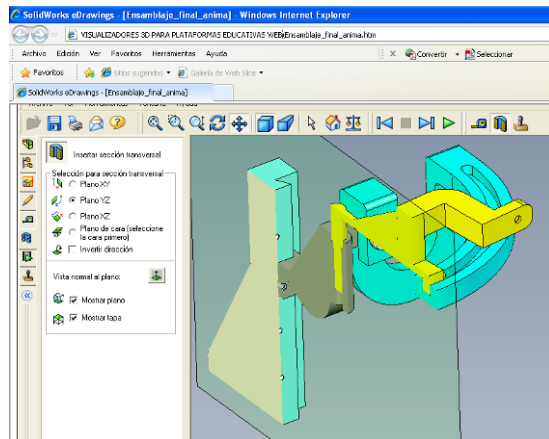 SolidWorks eDrawings - [Ensamblaje_final_anima] - Windows Internet Explorer
VISUALIZADORES 3D PARA PLATAFORMAS EDUCATIVAS WEB\Ensamblaje_final_anima.htm
Archivo Edición Ver Favoritos Herramientas Ayuda X Convertir Seleccionar
Favoritos Sitios sugeridos Galería de Web Slice
SolidWorks eDrawings - [Ensamblaje_final_anima]
Insertar sección transversal
Selección para sección transversal
Plano XY
Plano YZ
Plano XZ
Plano de cara (seleccione
la cara primero)
Invertir dirección
Vista normal al plano:
Mostrar plano
Mostrar tapa